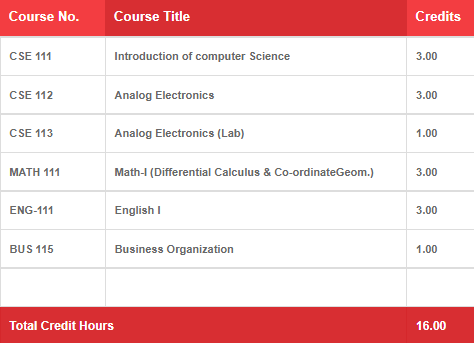 Course No. Course Title Credits
CSE 111 Introduction of computer Science 3.00
CSE 112 Analog Electronics 3.00
CSE 113 Analog Electronics (Lab) 1.00
MATH 111 Math-I (Differential Calculus & Co-ordinateGeom.) 3.00
ENG-111 English I 3.00
BUS 115 Business Organization 1.00
Total Credit Hours 16.00